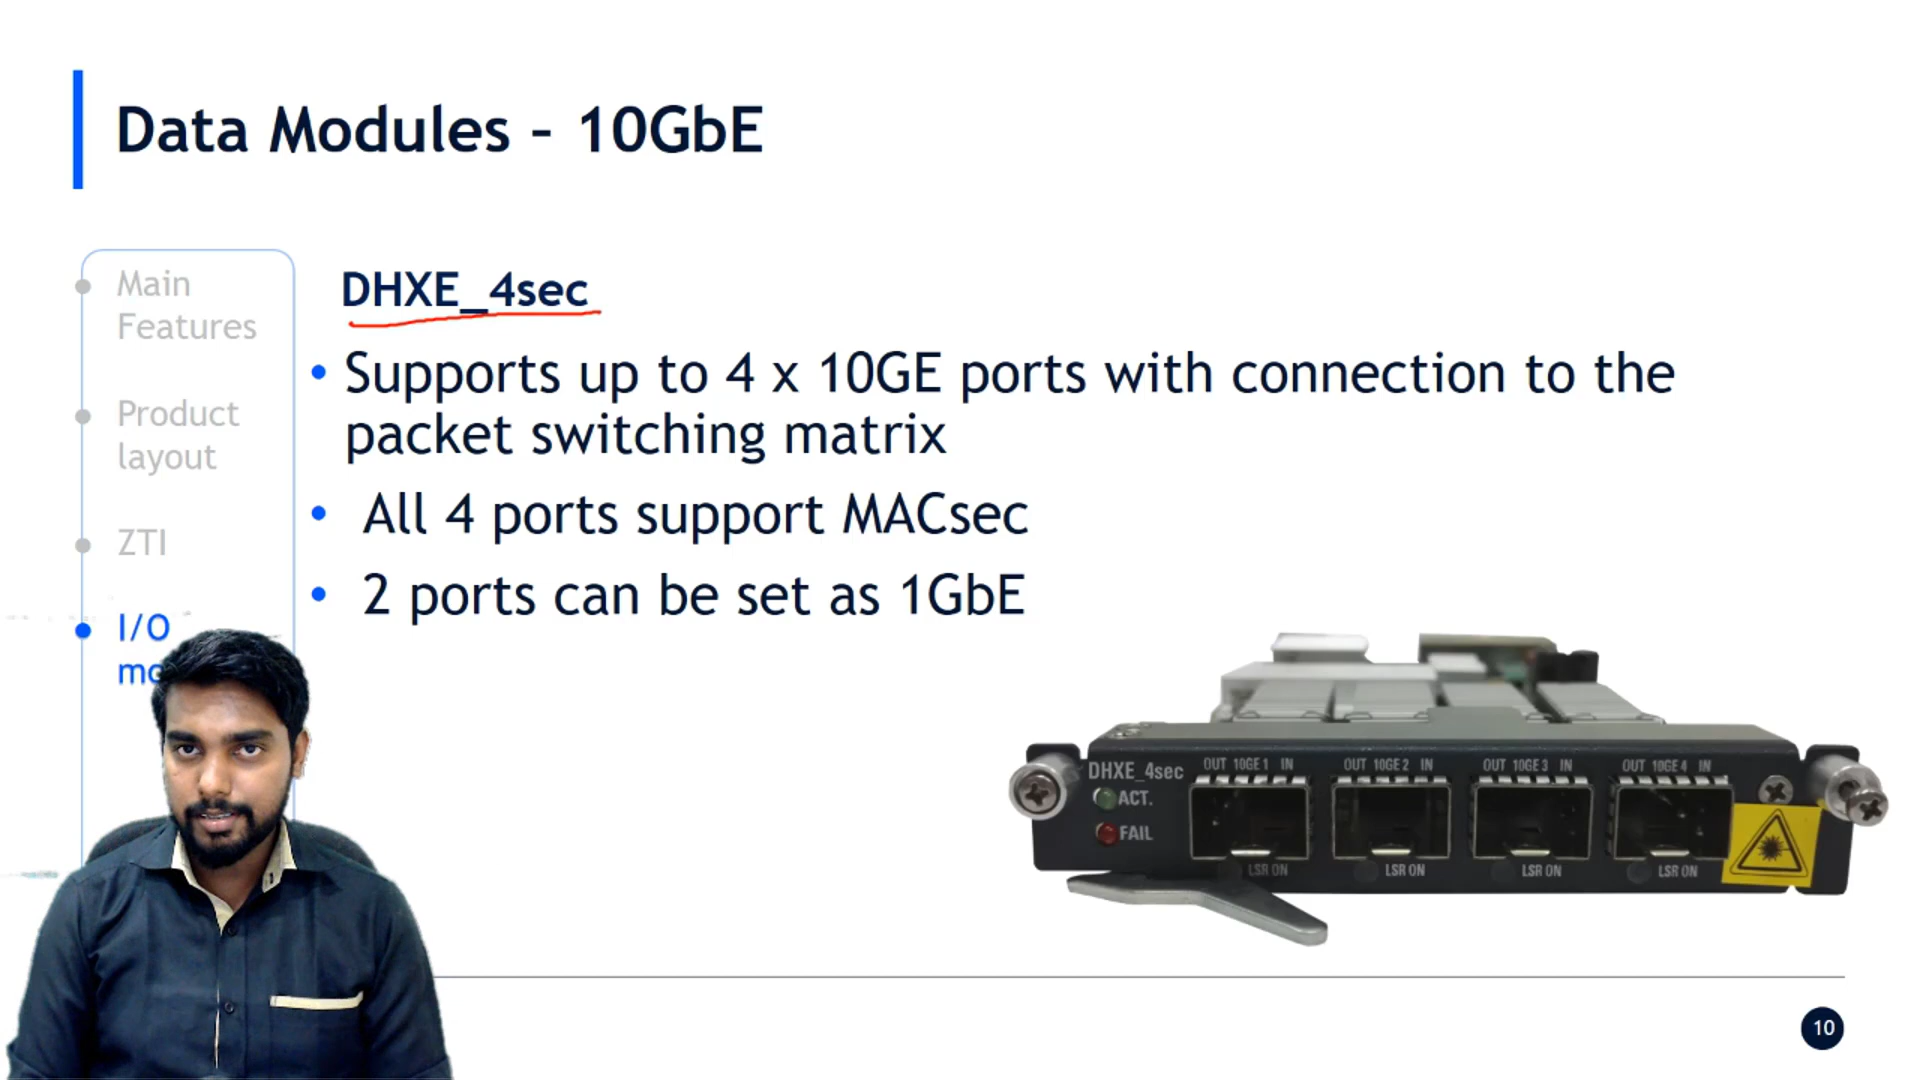 Data Modules – 10GbE
Main
Features
Product
layout
ZTI
I/O
DHXE_4sec
• Supports up to 4 x 10GE ports with connection to the
packet switching matrix
• All 4 ports support MACsec
• 2 ports can be set as 1GbE
DHXE_4sec
ACT.
FAIL
OUT 10GE 1 IN
OUT 10GE 2 IN
OUT 10GE 3 IN
OUT 10GE 4 IN
LSR ON
LSR ON
LSR ON
LSR ON
10